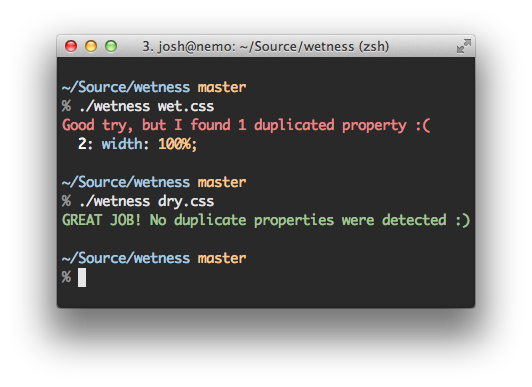 3. josh@nemo: ~/Source/wetness (zsh)
~/Source/wetness master
% ./wetness wet.css
Good try, but I found 1 duplicated property :(
2: width: 100%;
~/Source/wetness master
% ./wetness dry.css
GREAT JOB! No duplicate properties were detected :)
~/Source/wetness master
%